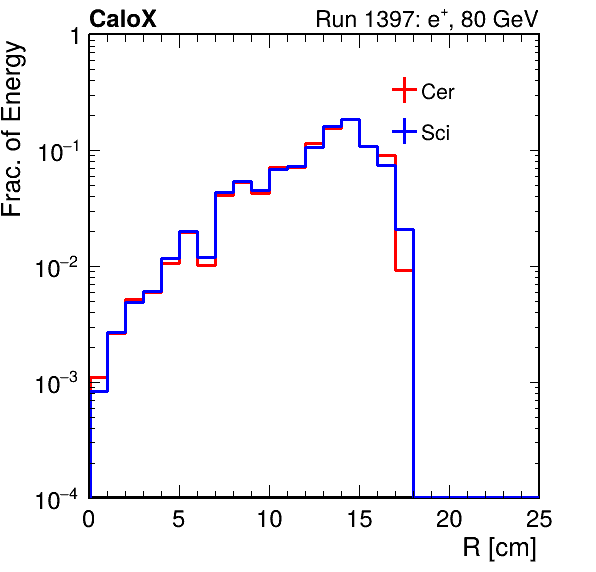 CaloX Run 1397: e⁺, 80 GeV
Frac. of Energy
1
10⁻¹
10⁻²
10⁻³
10⁻⁴
Cer
Sci
0 5 10 15 20 25
R [cm]